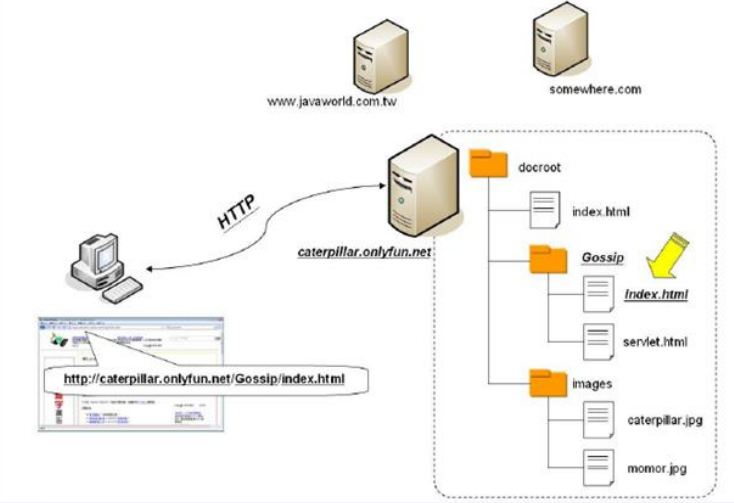 www.javaworld.com.tw
somewhere.com
docroot
index.html
HTTP
caterpillar.onlyfun.net
Gossip
index.html
servlet.html
http://caterpillar.onlyfun.net/Gossip/index.html
images
caterpillar.jpg
momor.jpg